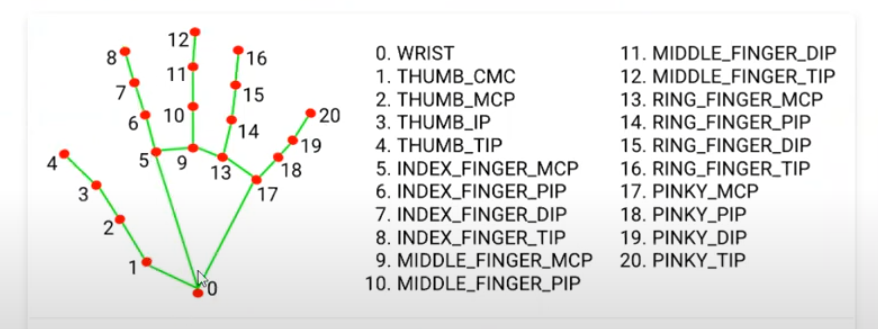 12
8
16
11
7
15
10
6
20
14
19
4
5
9
13
18
3
17
2
1
0
0. WRIST
1. THUMB_CMC
2. THUMB_MCP
3. THUMB_IP
4. THUMB_TIP
5. INDEX_FINGER_MCP
6. INDEX_FINGER_PIP
7. INDEX_FINGER_DIP
8. INDEX_FINGER_TIP
9. MIDDLE_FINGER_MCP
10. MIDDLE_FINGER_PIP
11. MIDDLE_FINGER_DIP
12. MIDDLE_FINGER_TIP
13. RING_FINGER_MCP
14. RING_FINGER_PIP
15. RING_FINGER_DIP
16. RING_FINGER_TIP
17. PINKY_MCP
18. PINKY_PIP
19. PINKY_DIP
20. PINKY_TIP